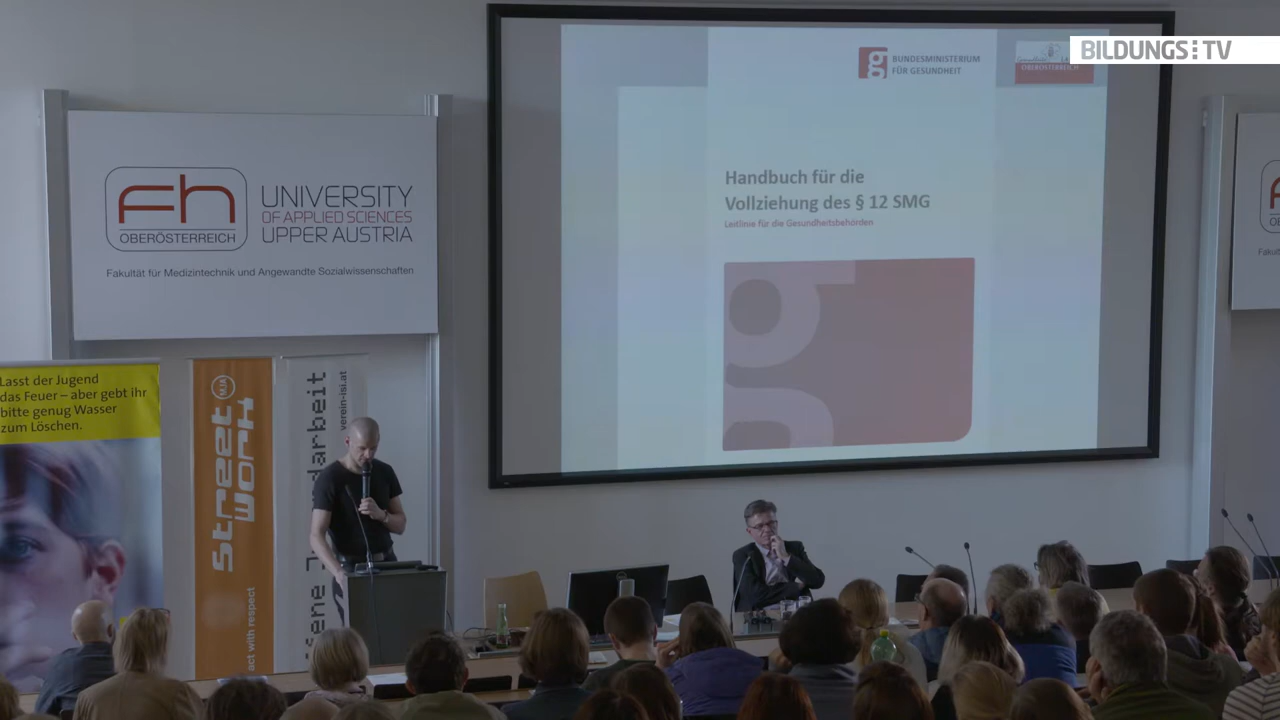 BILDUNGS:TV
BUNDESMINISTERIUM
FÜR GESUNDHEIT
OBERÖSTERREICH
Handbuch für die
Vollziehung des § 12 SMG
Leitlinie für die Gesundheitsbehörden
fh
OBERÖSTERREICH
UNIVERSITY
OF APPLIED SCIENCES
UPPER AUSTRIA
Fakultät für Medizintechnik und Angewandte Sozialwissenschaften
Lasst der Jugend
das Feuer – aber gebt ihr
bitte genug Wasser
zum Löschen.
Street
work
MJA
act with respect
verein-isi.at